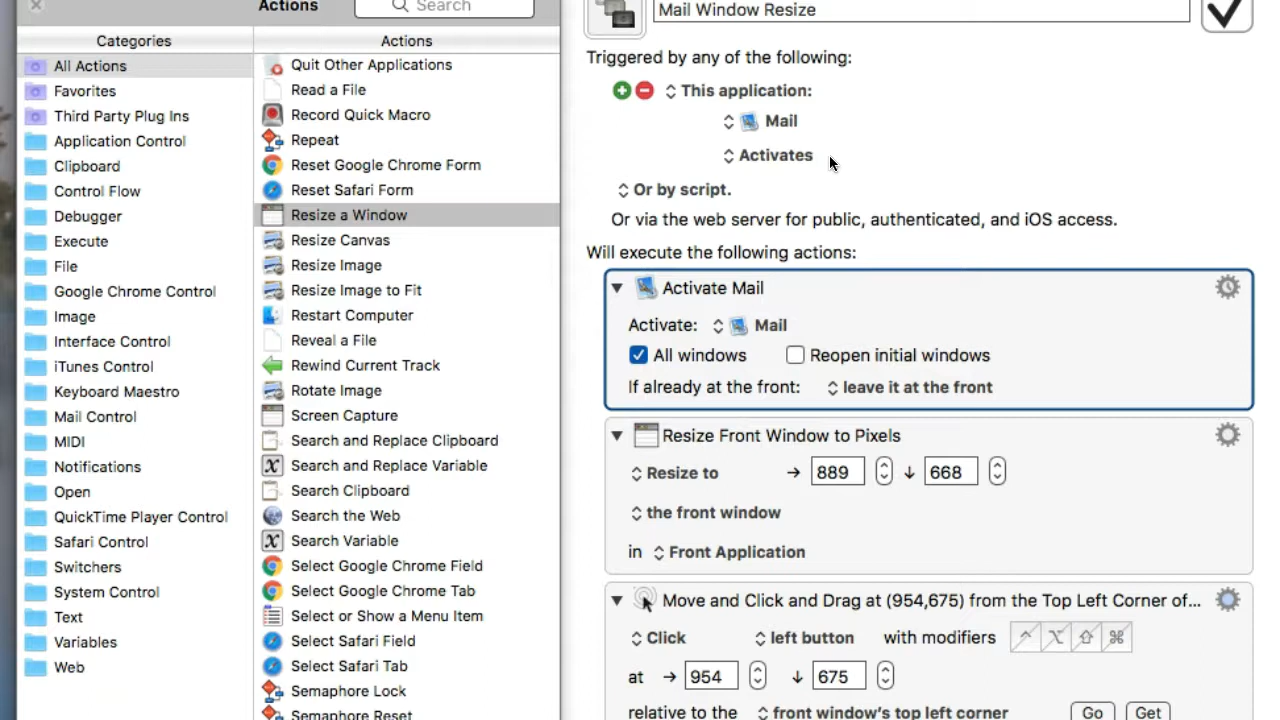 Actions
Search
Categories
Actions
All Actions
Favorites
Third Party Plug Ins
Application Control
Clipboard
Control Flow
Debugger
Execute
File
Google Chrome Control
Image
Interface Control
iTunes Control
Keyboard Maestro
Mail Control
MIDI
Notifications
Open
QuickTime Player Control
Safari Control
Switchers
System Control
Text
Variables
Web
Quit Other Applications
Read a File
Record Quick Macro
Repeat
Reset Google Chrome Form
Reset Safari Form
Resize a Window
Resize Canvas
Resize Image
Resize Image to Fit
Restart Computer
Reveal a File
Rewind Current Track
Rotate Image
Screen Capture
Search and Replace Clipboard
Search and Replace Variable
Search Clipboard
Search the Web
Search Variable
Select Google Chrome Field
Select Google Chrome Tab
Select or Show a Menu Item
Select Safari Field
Select Safari Tab
Semaphore Lock
Semaphore Reset
Mail Window Resize
Triggered by any of the following:
This application:
Mail
Activates
Or by script.
Or via the web server for public, authenticated, and iOS access.
Will execute the following actions:
Activate Mail
Activate: Mail
All windows Reopen initial windows
If already at the front: leave it at the front
Resize Front Window to Pixels
Resize to → 889 ↓ 668
the front window
in Front Application
Move and Click and Drag at (954,675) from the Top Left Corner of...
Click left button with modifiers ⌃ ⌥ ⇧ ⌘
at → 954 ↓ 675
relative to the front window's top left corner Go Get